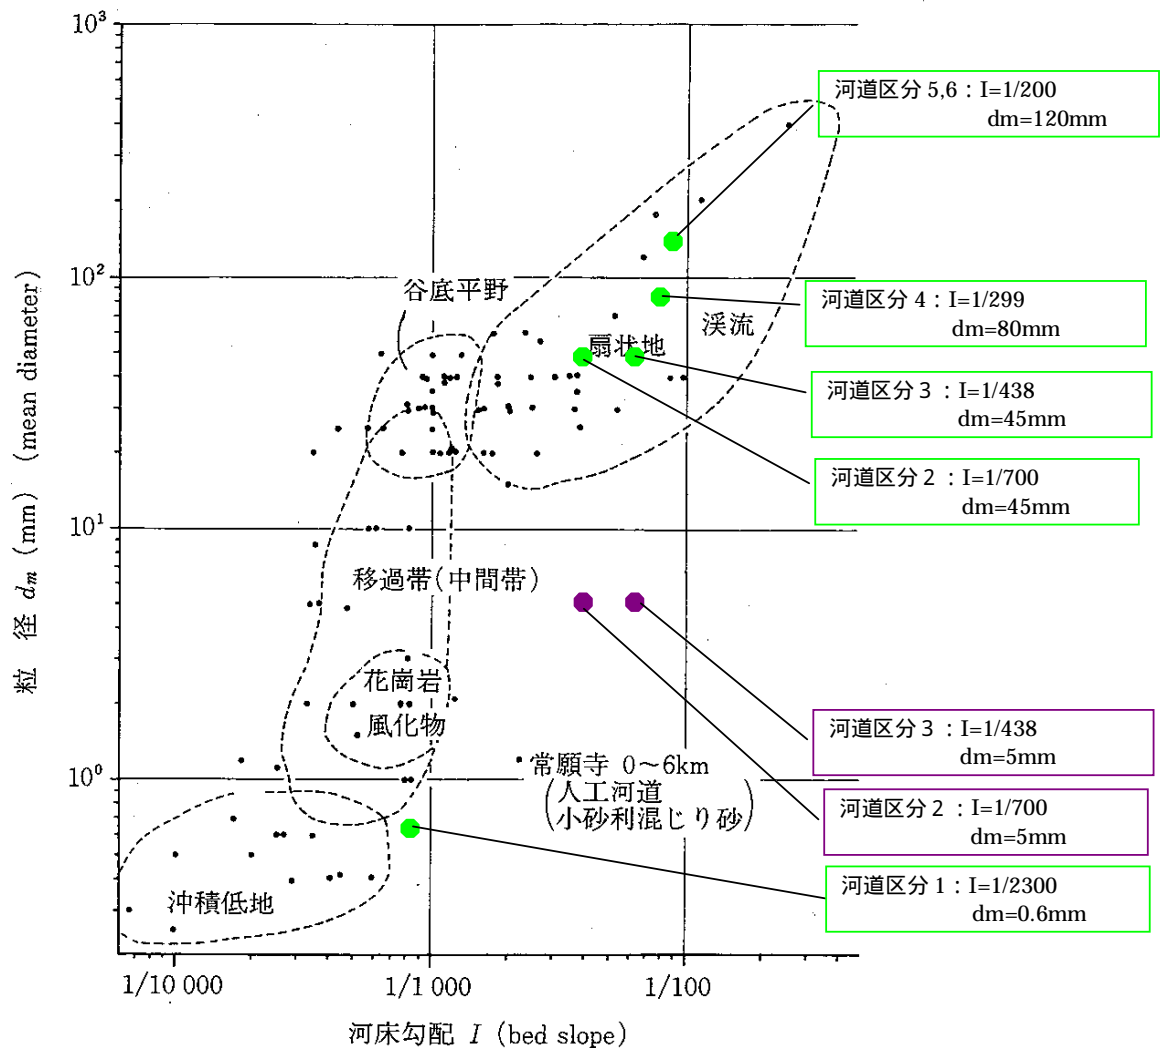 10³
河道区分 5,6：I=1/200
dm=120mm
谷底平野
10²
河道区分 4：I=1/299
dm=80mm
渓流
扇状地
河道区分３：I=1/438
dm=45mm
河道区分２：I=1/700
dm=45mm
10¹
移過帯(中間帯)
花崗岩
風化物
河道区分３：I=1/438
dm=5mm
常願寺 0～6km
(人工河道
小砂利混じり砂)
10⁰
河道区分２：I=1/700
dm=5mm
河道区分１：I=1/2300
dm=0.6mm
沖積低地
粒 径 dm (mm) (mean diameter)
1/10 000
1/1 000
1/100
河床勾配 I (bed slope)